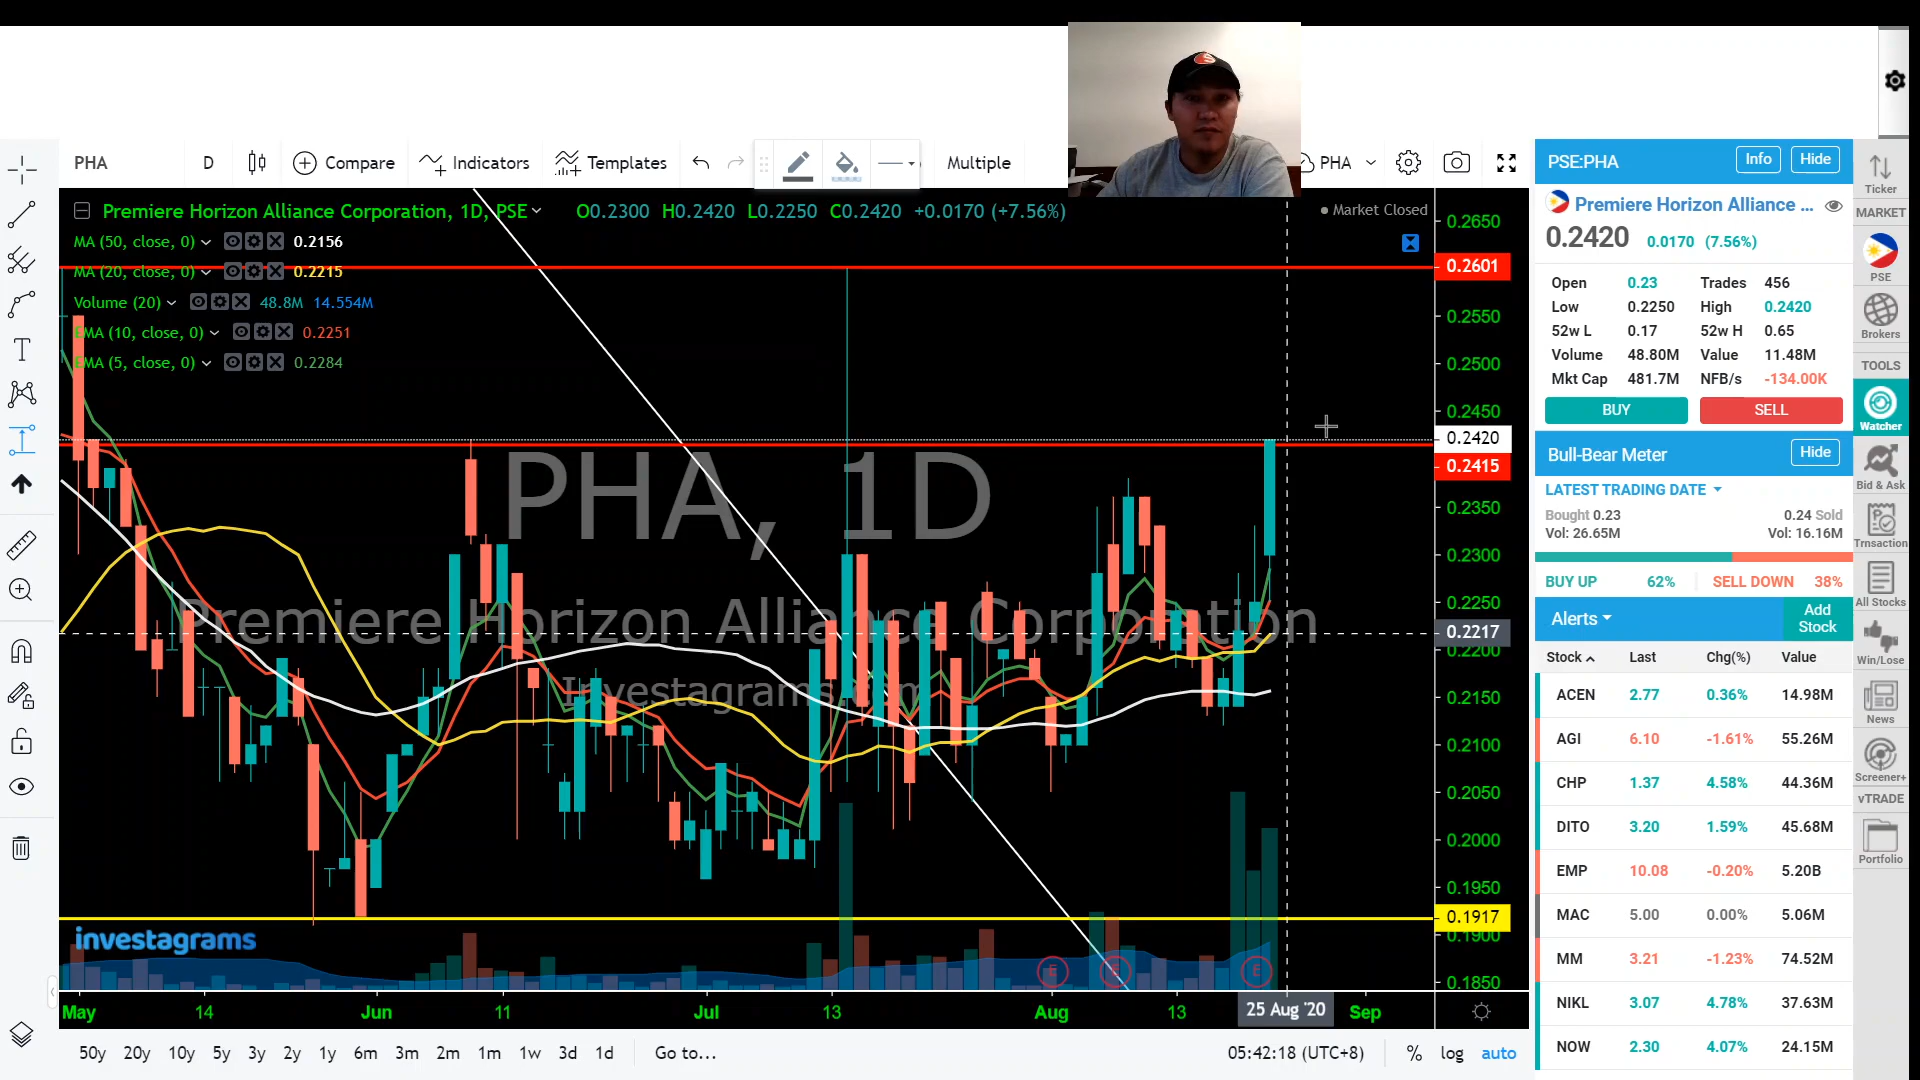 PHA
D
Compare
Indicators
Templates
Multiple
PHA
Premiere Horizon Alliance Corporation, 1D, PSE
O0.2300 H0.2420 L0.2250 C0.2420 +0.0170 (+7.56%)
Market Closed
MA (50, close, 0) 0.2156
MA (20, close, 0) 0.2215
Volume (20) 48.8M 14.554M
EMA (10, close, 0) 0.2251
EMA (5, close, 0) 0.2284
PHA, 1D
Premiere Horizon Alliance Corporation
Investagrams.com
investagrams
E
E
E
0.2650
0.2601
0.2550
0.2500
0.2450
0.2420
0.2415
0.2350
0.2300
0.2250
0.2217
0.2200
0.2150
0.2100
0.2050
0.2000
0.1950
0.1917
0.1900
0.1850
May 14 Jun 11 Jul 13 Aug 13 25 Aug '20 Sep
50y 20y 10y 5y 3y 2y 1y 6m 3m 2m 1m 1w 3d 1d Go to...
05:42:18 (UTC+8) % log auto
PSE:PHA Info Hide
Premiere Horizon Alliance ...
0.2420 0.0170 (7.56%)
Open 0.23 Trades 456
Low 0.2250 High 0.2420
52w L 0.17 52w H 0.65
Volume 48.80M Value 11.48M
Mkt Cap 481.7M NFB/s -134.00K
BUY SELL
Bull-Bear Meter Hide
LATEST TRADING DATE
Bought 0.23 0.24 Sold
Vol: 26.65M Vol: 16.16M
BUY UP 62% SELL DOWN 38%
Alerts Add Stock
Stock Last Chg(%) Value
ACEN 2.77 0.36% 14.98M
AGI 6.10 -1.61% 55.26M
CHP 1.37 4.58% 44.36M
DITO 3.20 1.59% 45.68M
EMP 10.08 -0.20% 5.20B
MAC 5.00 0.00% 5.06M
MM 3.21 -1.23% 74.52M
NIKL 3.07 4.78% 37.63M
NOW 2.30 4.07% 24.15M
Ticker
MARKET
PSE
Brokers
TOOLS
Watcher
Bid & Ask
Trnsaction
All Stocks
Win/Lose
News
Screener+
vTRADE
Portfolio